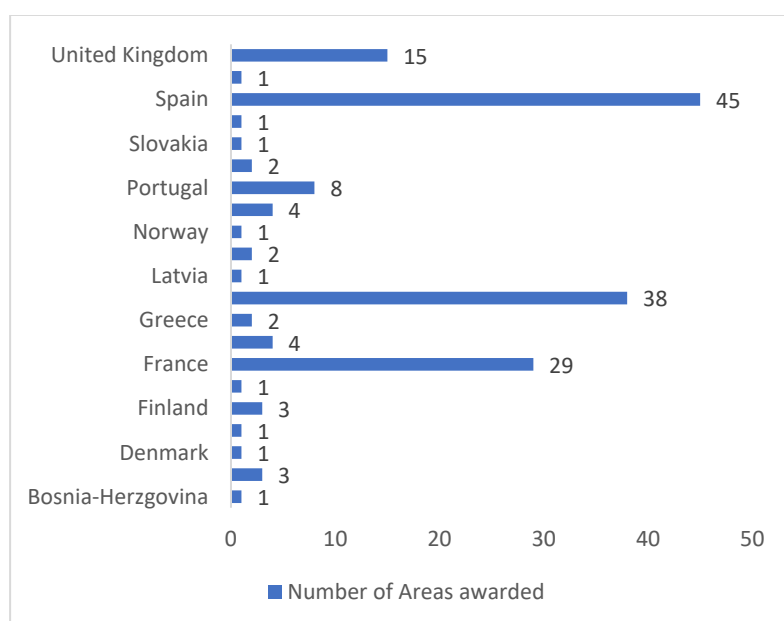 United Kingdom 15
1
Spain 45
1
Slovakia 1
2
Portugal 8
4
Norway 1
2
Latvia 1
38
Greece 2
4
France 29
1
Finland 3
1
Denmark 1
3
Bosnia-Herzgovina 1
0 10 20 30 40 50
Number of Areas awarded